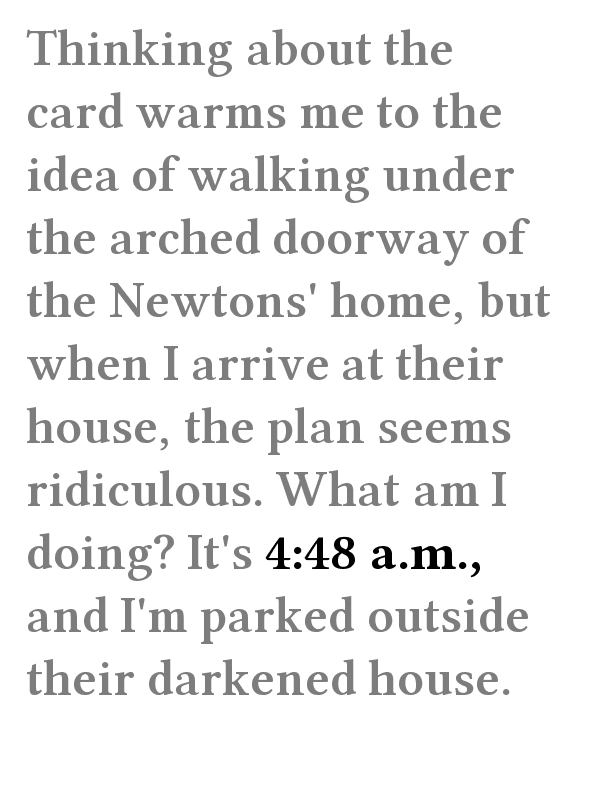 Thinking about the
card warms me to the
idea of walking under
the arched doorway of
the Newtons' home, but
when I arrive at their
house, the plan seems
ridiculous. What am I
doing? It's 4:48 a.m.,
and I'm parked outside
their darkened house.